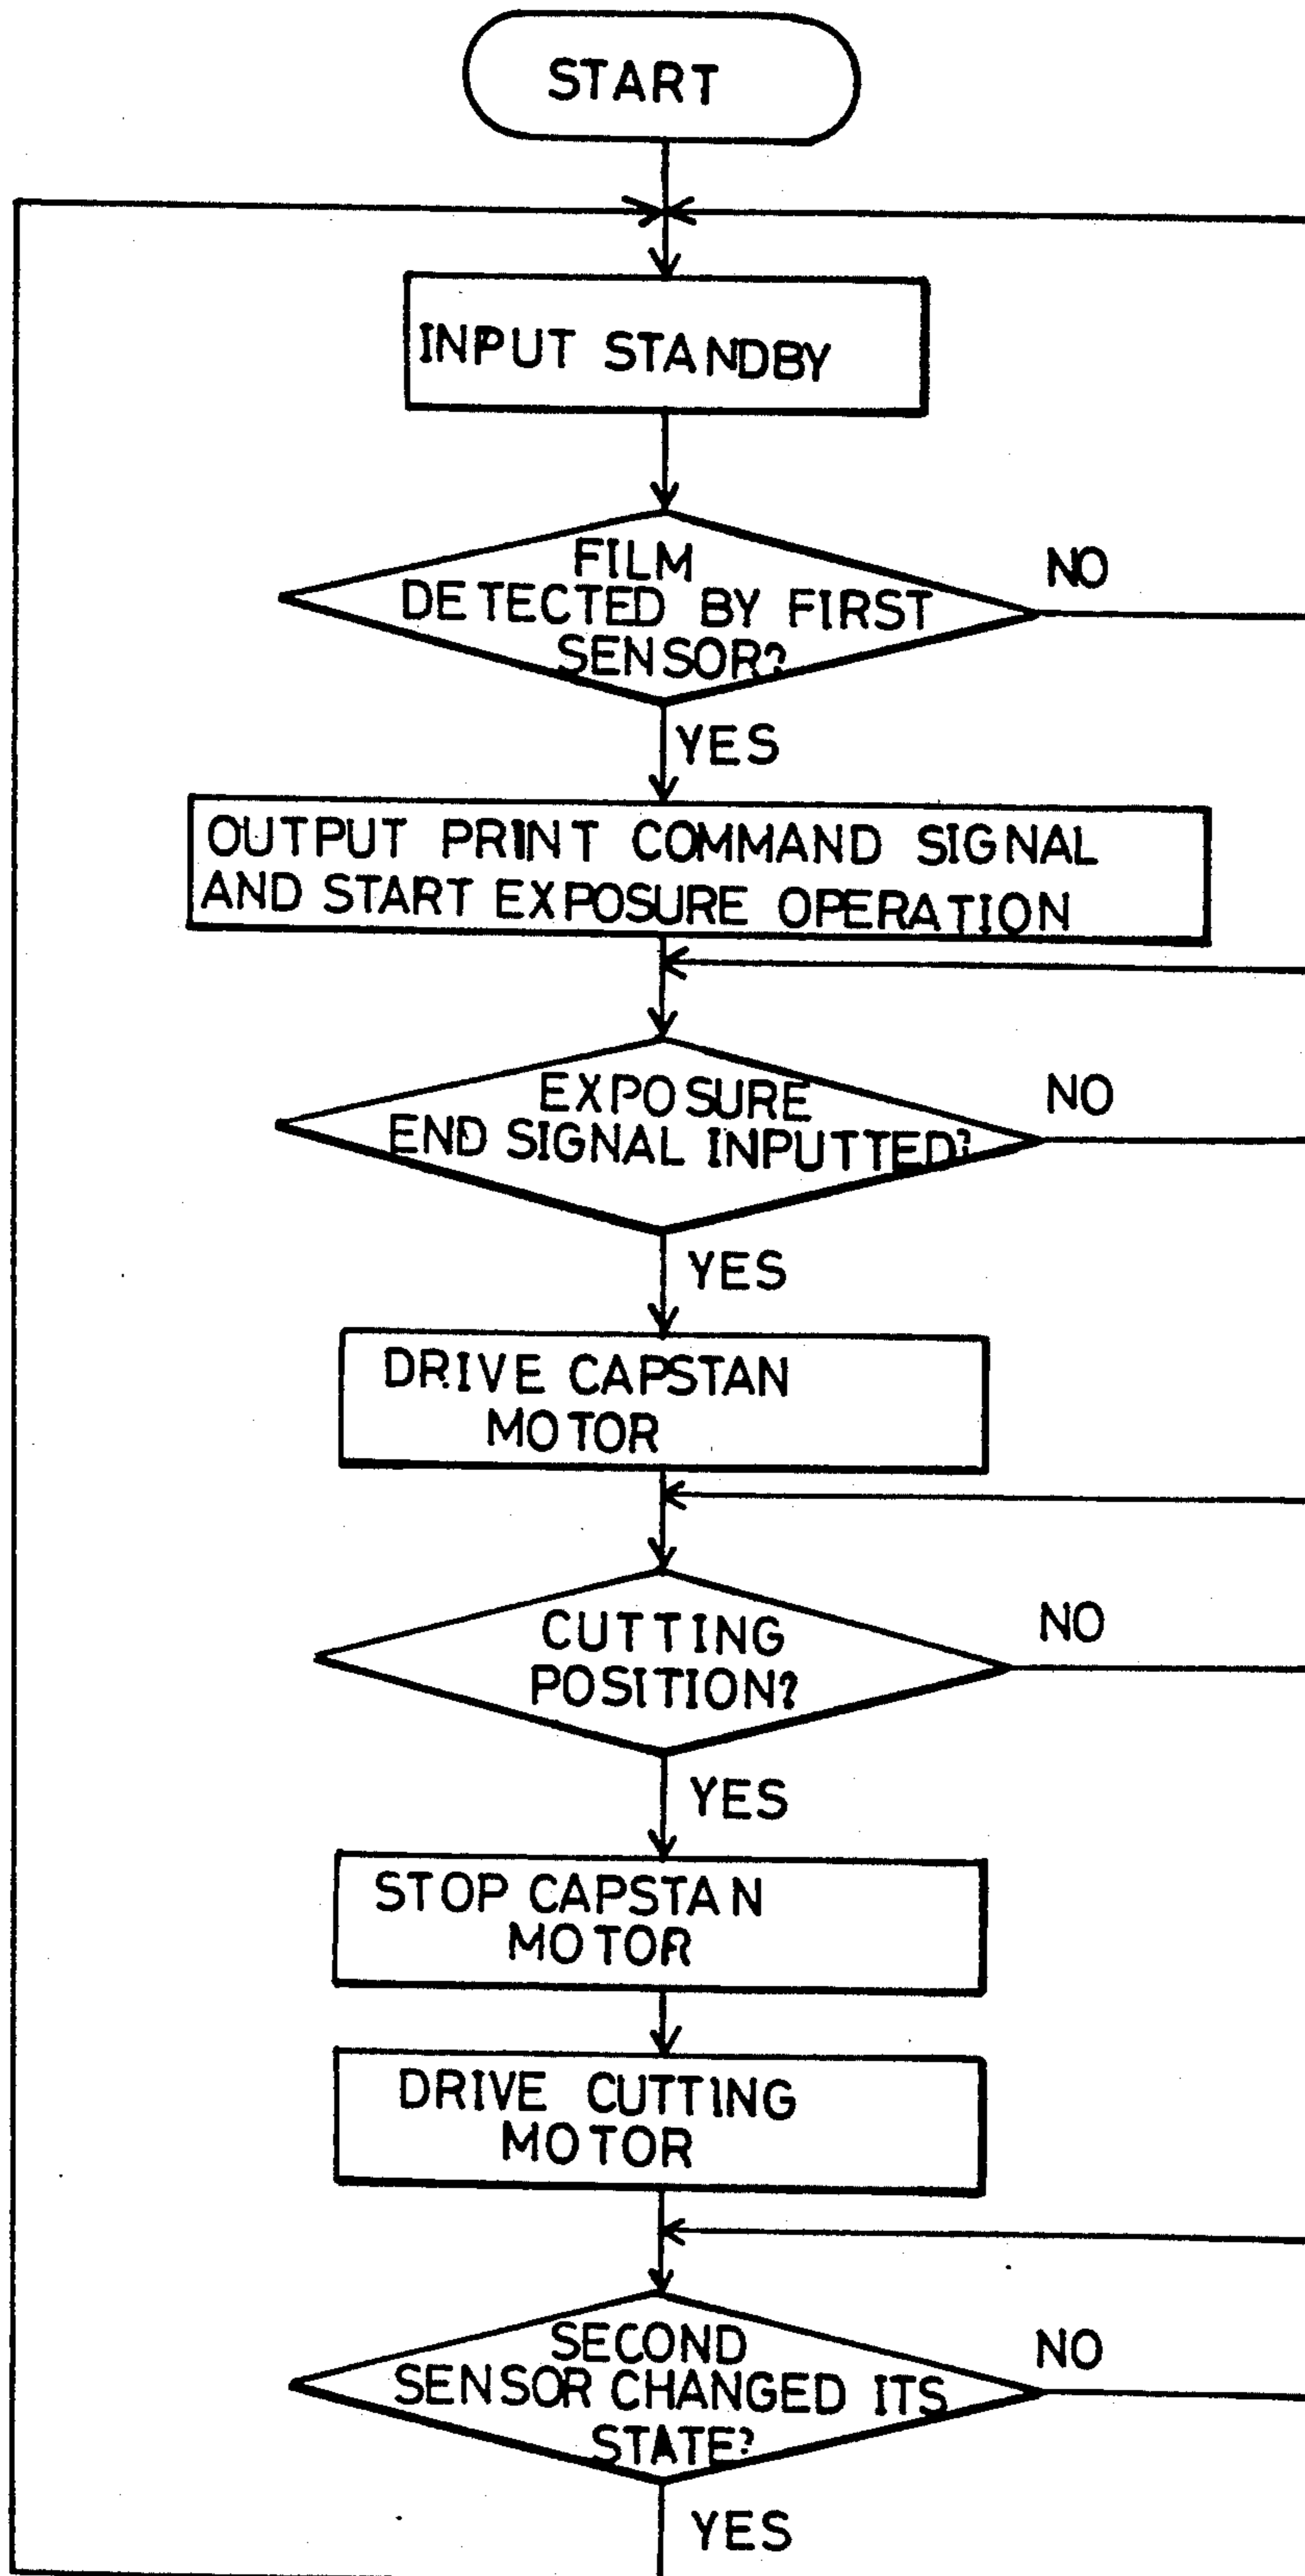 START
INPUT STANDBY
FILM
DETECTED BY FIRST
SENSOR?
NO
YES
OUTPUT PRINT COMMAND SIGNAL
AND START EXPOSURE OPERATION
EXPOSURE
END SIGNAL INPUTTED?
NO
YES
DRIVE CAPSTAN
MOTOR
CUTTING
POSITION?
NO
YES
STOP CAPSTAN
MOTOR
DRIVE CUTTING
MOTOR
SECOND
SENSOR CHANGED ITS
STATE?
NO
YES